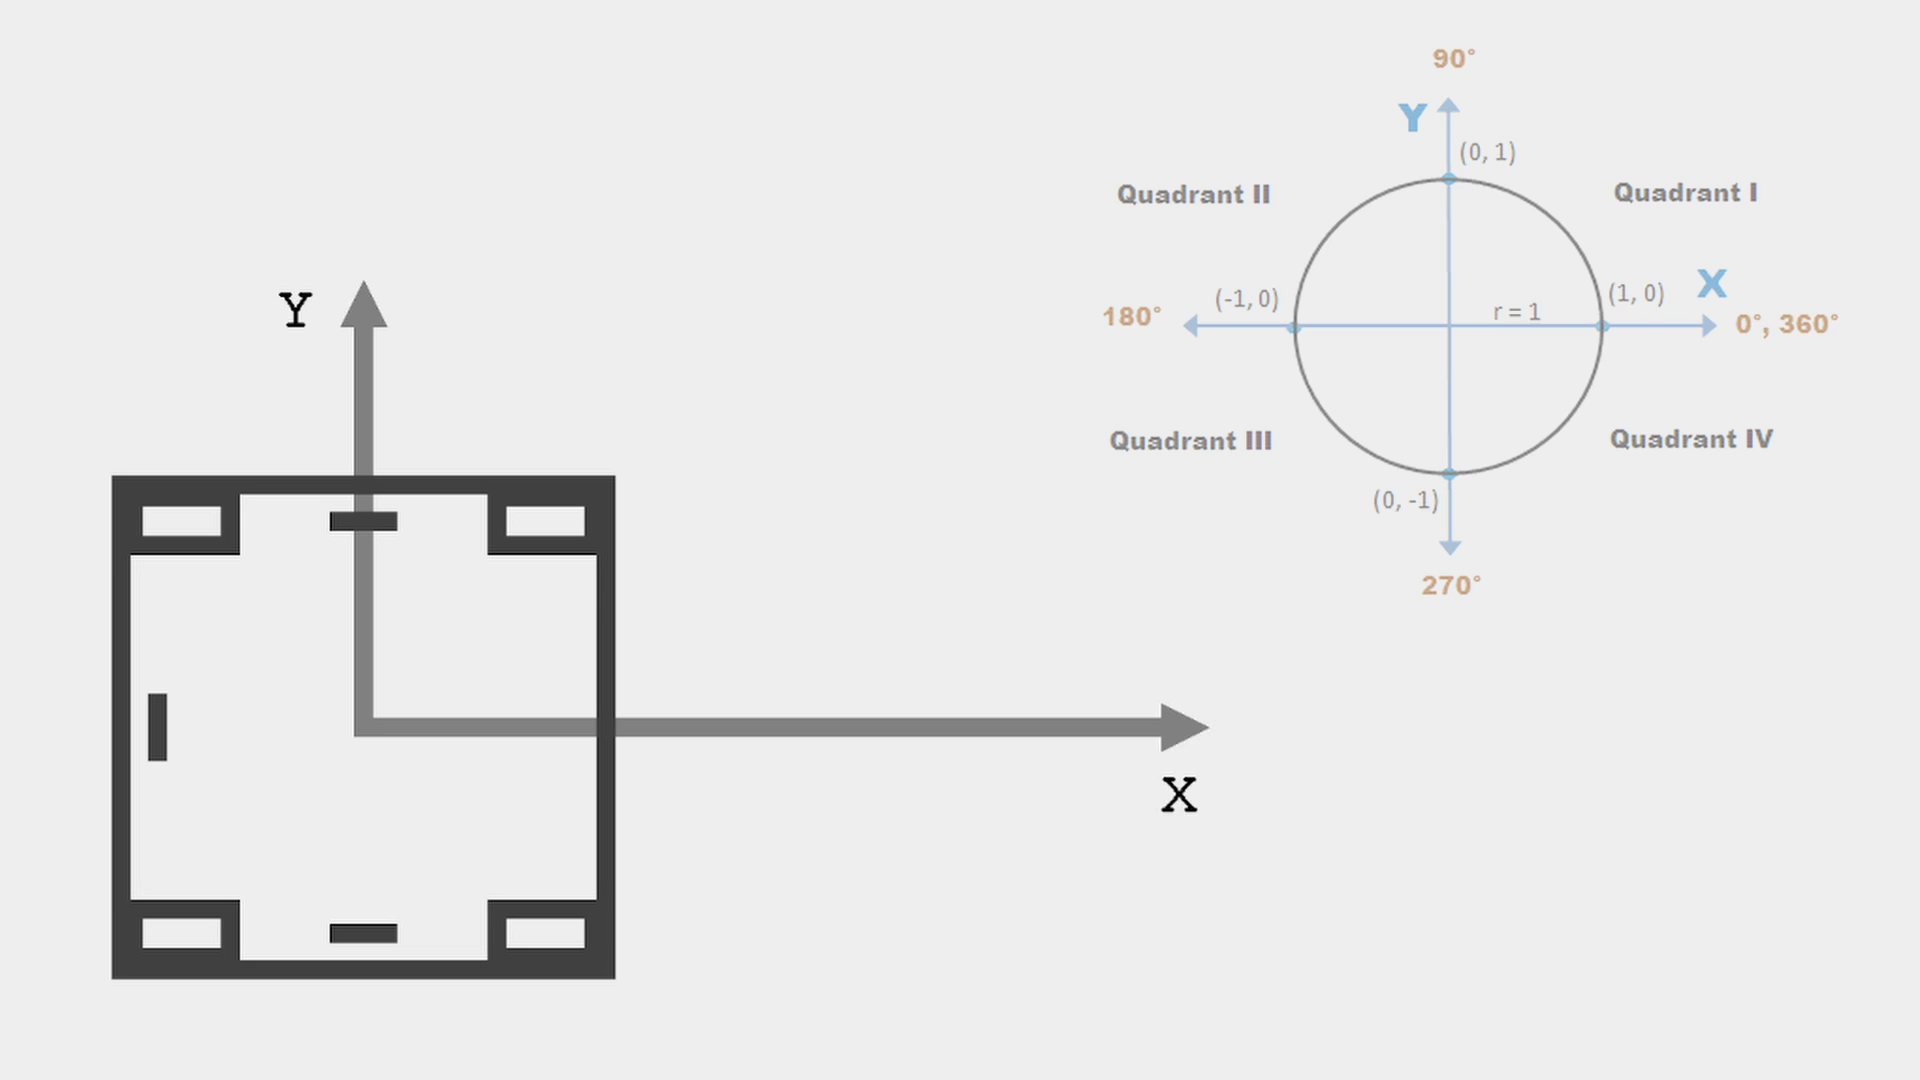 90°
Y
(0, 1)
Quadrant II
Quadrant I
(-1, 0)
(1, 0)
X
180°
r = 1
0°, 360°
Quadrant III
Quadrant IV
(0, -1)
270°
Y
X